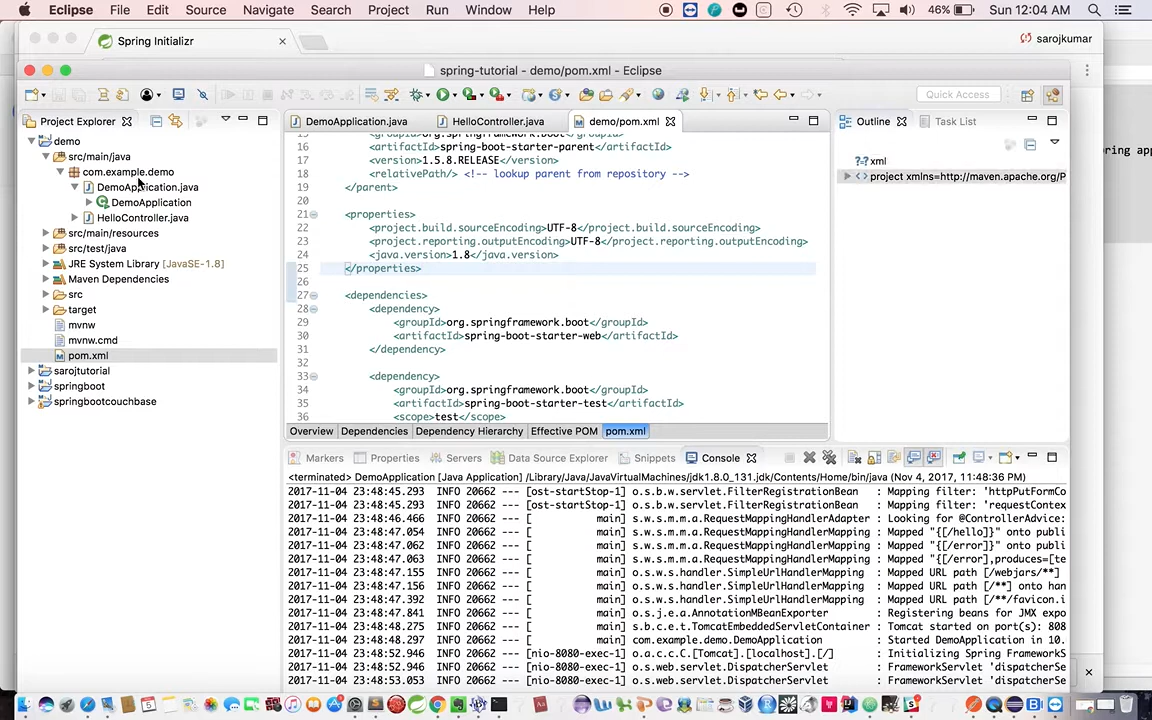 Eclipse File Edit Source Navigate Search Project Run Window Help 46% Sun 12:04 AM
Spring Initializr sarojkumar
spring-tutorial - demo/pom.xml - Eclipse
Quick Access
Project Explorer
demo
src/main/java
com.example.demo
DemoApplication.java
DemoApplication
HelloController.java
src/main/resources
src/test/java
JRE System Library [JavaSE-1.8]
Maven Dependencies
src
target
mvnw
mvnw.cmd
pom.xml
sarojtutorial
springboot
springbootcouchbase
DemoApplication.java HelloController.java demo/pom.xml
15 <groupId>org.springframework.boot</groupId>
16 <artifactId>spring-boot-starter-parent</artifactId>
17 <version>1.5.8.RELEASE</version>
18 <relativePath/> <!-- lookup parent from repository -->
19 </parent>
20
21 <properties>
22 <project.build.sourceEncoding>UTF-8</project.build.sourceEncoding>
23 <project.reporting.outputEncoding>UTF-8</project.reporting.outputEncoding>
24 <java.version>1.8</java.version>
25 </properties>
26
27 <dependencies>
28 <dependency>
29 <groupId>org.springframework.boot</groupId>
30 <artifactId>spring-boot-starter-web</artifactId>
31 </dependency>
32
33 <dependency>
34 <groupId>org.springframework.boot</groupId>
35 <artifactId>spring-boot-starter-test</artifactId>
36 <scope>test</scope>
Overview Dependencies Dependency Hierarchy Effective POM pom.xml
Outline Task List
?-? xml
project xmlns=http://maven.apache.org/P
pring app
Markers Properties Servers Data Source Explorer Snippets Console
<terminated> DemoApplication [Java Application] /Library/Java/JavaVirtualMachines/jdk1.8.0_131.jdk/Contents/Home/bin/java (Nov 4, 2017, 11:48:36 PM)
2017-11-04 23:48:45.293 INFO 20662 --- [ost-startStop-1] o.s.b.w.servlet.FilterRegistrationBean : Mapping filter: 'httpPutFormCo
2017-11-04 23:48:45.293 INFO 20662 --- [ost-startStop-1] o.s.b.w.servlet.FilterRegistrationBean : Mapping filter: 'requestContex
2017-11-04 23:48:46.466 INFO 20662 --- [ main] s.w.s.m.m.a.RequestMappingHandlerAdapter : Looking for @ControllerAdvice:
2017-11-04 23:48:47.054 INFO 20662 --- [ main] s.w.s.m.m.a.RequestMappingHandlerMapping : Mapped "{[/hello]}" onto publi
2017-11-04 23:48:47.062 INFO 20662 --- [ main] s.w.s.m.m.a.RequestMappingHandlerMapping : Mapped "{[/error]}" onto publi
2017-11-04 23:48:47.063 INFO 20662 --- [ main] s.w.s.m.m.a.RequestMappingHandlerMapping : Mapped "{[/error],produces=[te
2017-11-04 23:48:47.155 INFO 20662 --- [ main] o.s.w.s.handler.SimpleUrlHandlerMapping : Mapped URL path [/webjars/**]
2017-11-04 23:48:47.156 INFO 20662 --- [ main] o.s.w.s.handler.SimpleUrlHandlerMapping : Mapped URL path [/**] onto han
2017-11-04 23:48:47.392 INFO 20662 --- [ main] o.s.w.s.handler.SimpleUrlHandlerMapping : Mapped URL path [/**/favicon.i
2017-11-04 23:48:47.841 INFO 20662 --- [ main] o.s.j.e.a.AnnotationMBeanExporter : Registering beans for JMX expo
2017-11-04 23:48:48.275 INFO 20662 --- [ main] s.b.c.e.t.TomcatEmbeddedServletContainer : Tomcat started on port(s): 808
2017-11-04 23:48:48.297 INFO 20662 --- [ main] com.example.demo.DemoApplication : Started DemoApplication in 10.
2017-11-04 23:48:52.946 INFO 20662 --- [nio-8080-exec-1] o.a.c.c.C.[Tomcat].[localhost].[/] : Initializing Spring FrameworkS
2017-11-04 23:48:52.946 INFO 20662 --- [nio-8080-exec-1] o.s.web.servlet.DispatcherServlet : FrameworkServlet 'dispatcherSe
2017-11-04 23:48:53.053 INFO 20662 --- [nio-8080-exec-1] o.s.web.servlet.DispatcherServlet : FrameworkServlet 'dispatcherSe